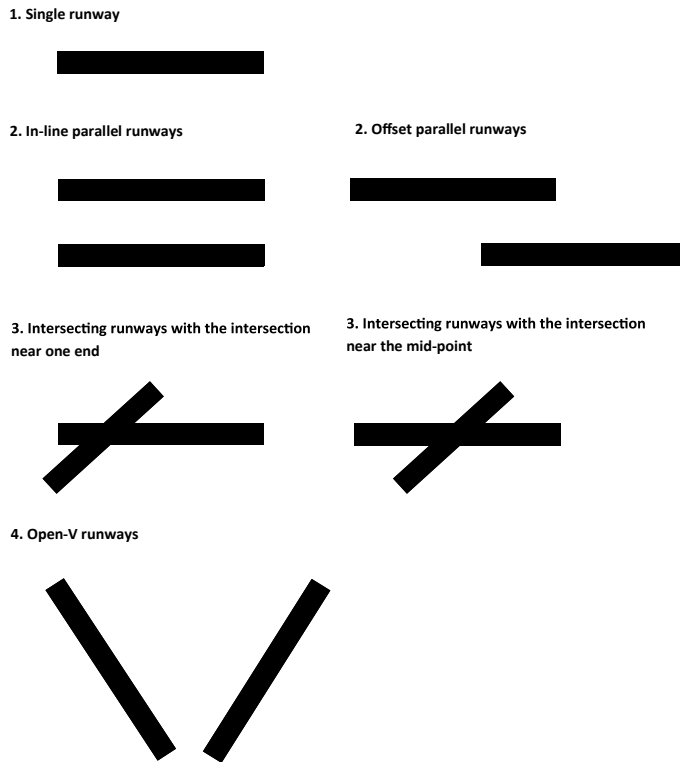 1. Single runway
2. In-line parallel runways
2. Offset parallel runways
3. Intersecting runways with the intersection
near one end
3. Intersecting runways with the intersection
near the mid-point
4. Open-V runways